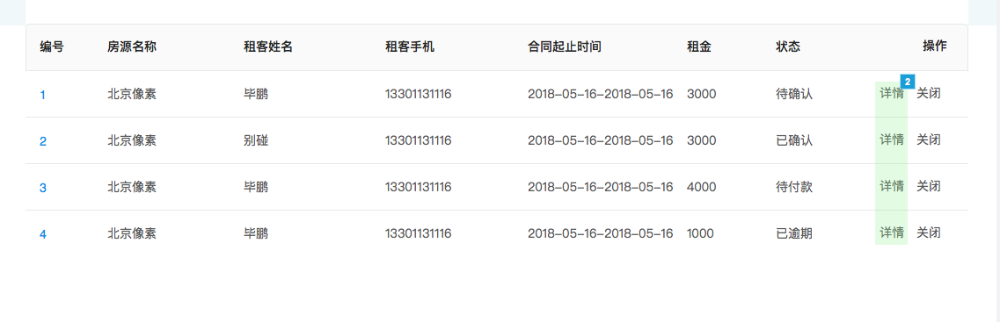 编号 房源名称 租客姓名 租客手机 合同起止时间 租金 状态 操作
1 北京像素 毕鹏 13301131116 2018-05-16-2018-05-16 3000 待确认 详情 2 关闭
2 北京像素 别碰 13301131116 2018-05-16-2018-05-16 3000 已确认 详情 关闭
3 北京像素 毕鹏 13301131116 2018-05-16-2018-05-16 4000 待付款 详情 关闭
4 北京像素 毕鹏 13301131116 2018-05-16-2018-05-16 1000 已逾期 详情 关闭